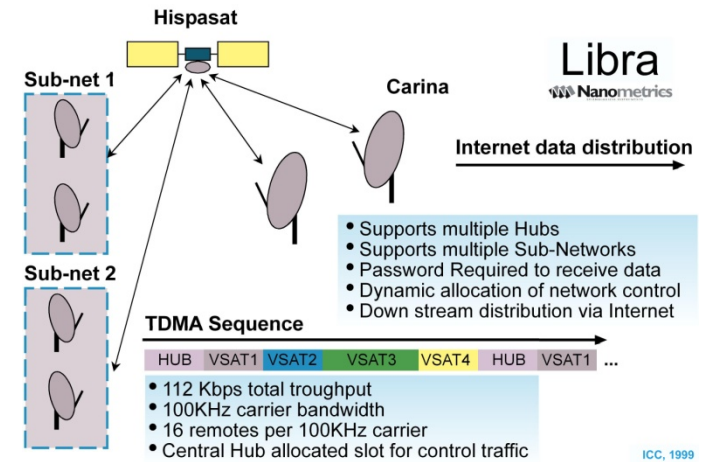 Hispasat
Libra
Nanometrics
Sub-net 1
Carina
Internet data distribution
• Supports multiple Hubs
• Supports multiple Sub-Networks
• Password Required to receive data
• Dynamic allocation of network control
• Down stream distribution via Internet
Sub-net 2
TDMA Sequence
HUB VSAT1 VSAT2 VSAT3 VSAT4 HUB VSAT1 ...
• 112 Kbps total troughput
• 100KHz carrier bandwidth
• 16 remotes per 100KHz carrier
• Central Hub allocated slot for control traffic
ICC, 1999